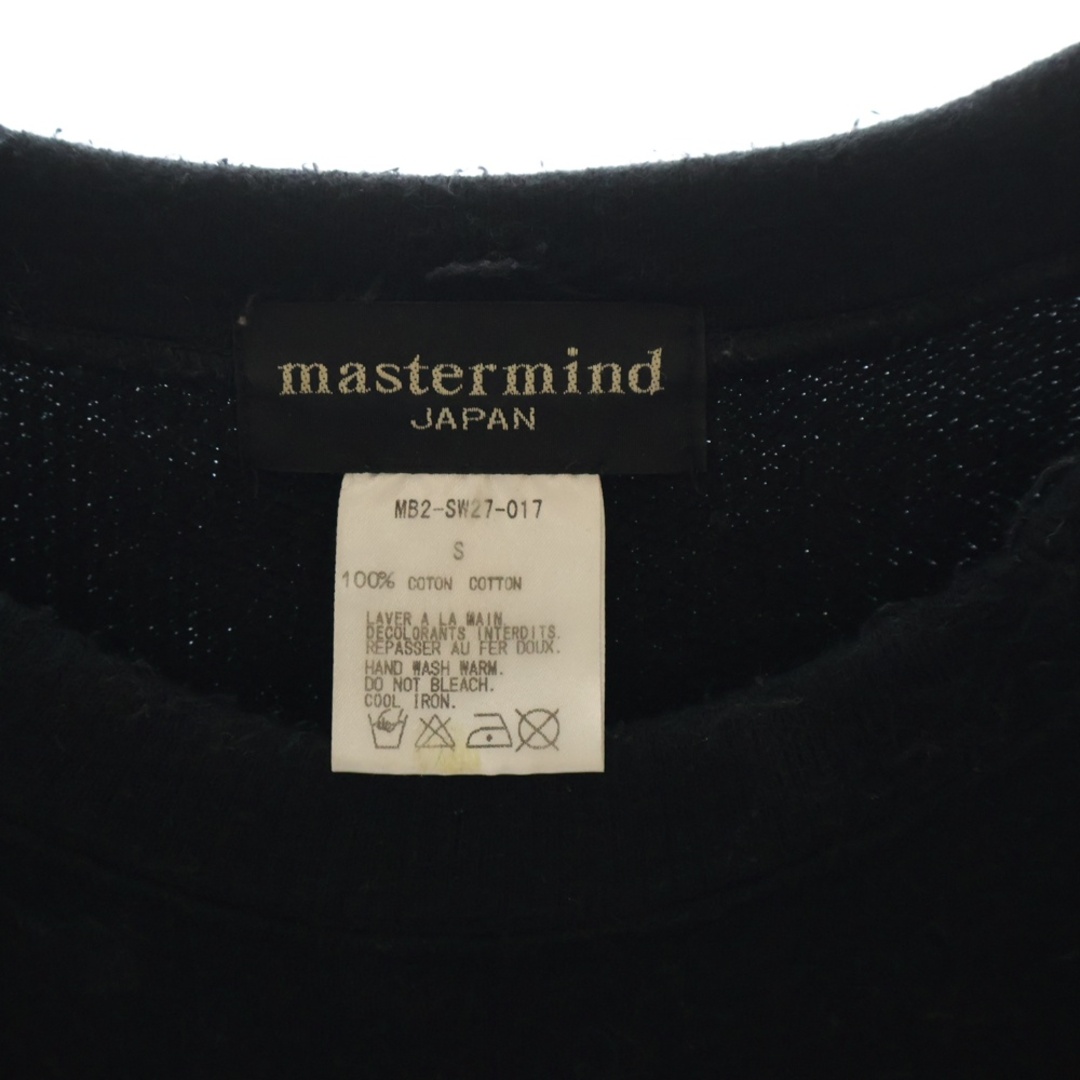 mastermind
JAPAN
MB2-SW27-017
S
100% COTON COTTON
LAVER A LA MAIN.
DECOLORANTS INTERDITS.
REPASSER AU FER DOUX.
HAND WASH WARM.
DO NOT BLEACH.
COOL IRON.